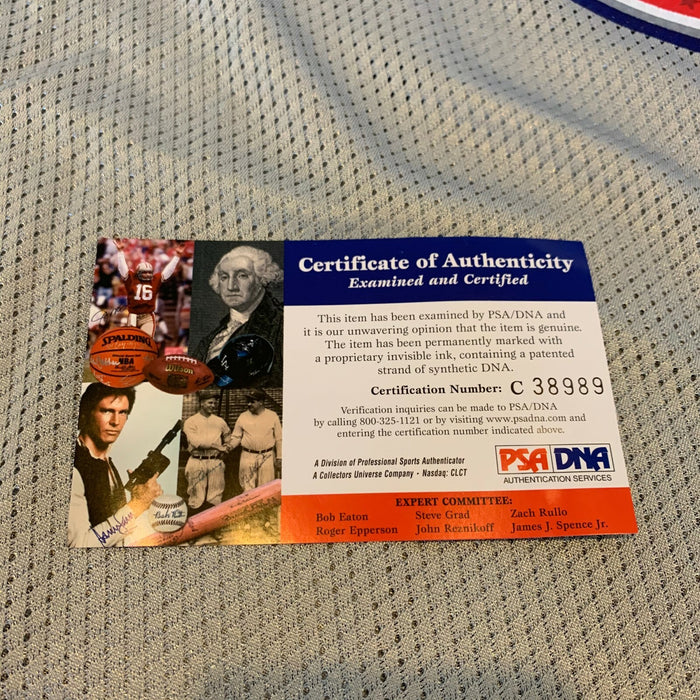 16
SPALDING
NBA
Wilson
Certificate of Authenticity
Examined and Certified
This item has been examined by PSA/DNA and
it is our unwavering opinion that the item is genuine.
The item has been permanently marked with
a proprietary invisible ink, containing a patented
strand of synthetic DNA.
Certification Number: C 38989
Verification inquiries can be made to PSA/DNA
by calling 800-325-1121 or by visiting www.psadna.com and
entering the certification number indicated above.
A Division of Professional Sports Authenticator
A Collectors Universe Company - Nasdaq: CLCT
PSA DNA
AUTHENTICATION SERVICES
EXPERT COMMITTEE:
Bob Eaton Steve Grad Zach Rullo
Roger Epperson John Reznikoff James J. Spence Jr.
Babe Ruth